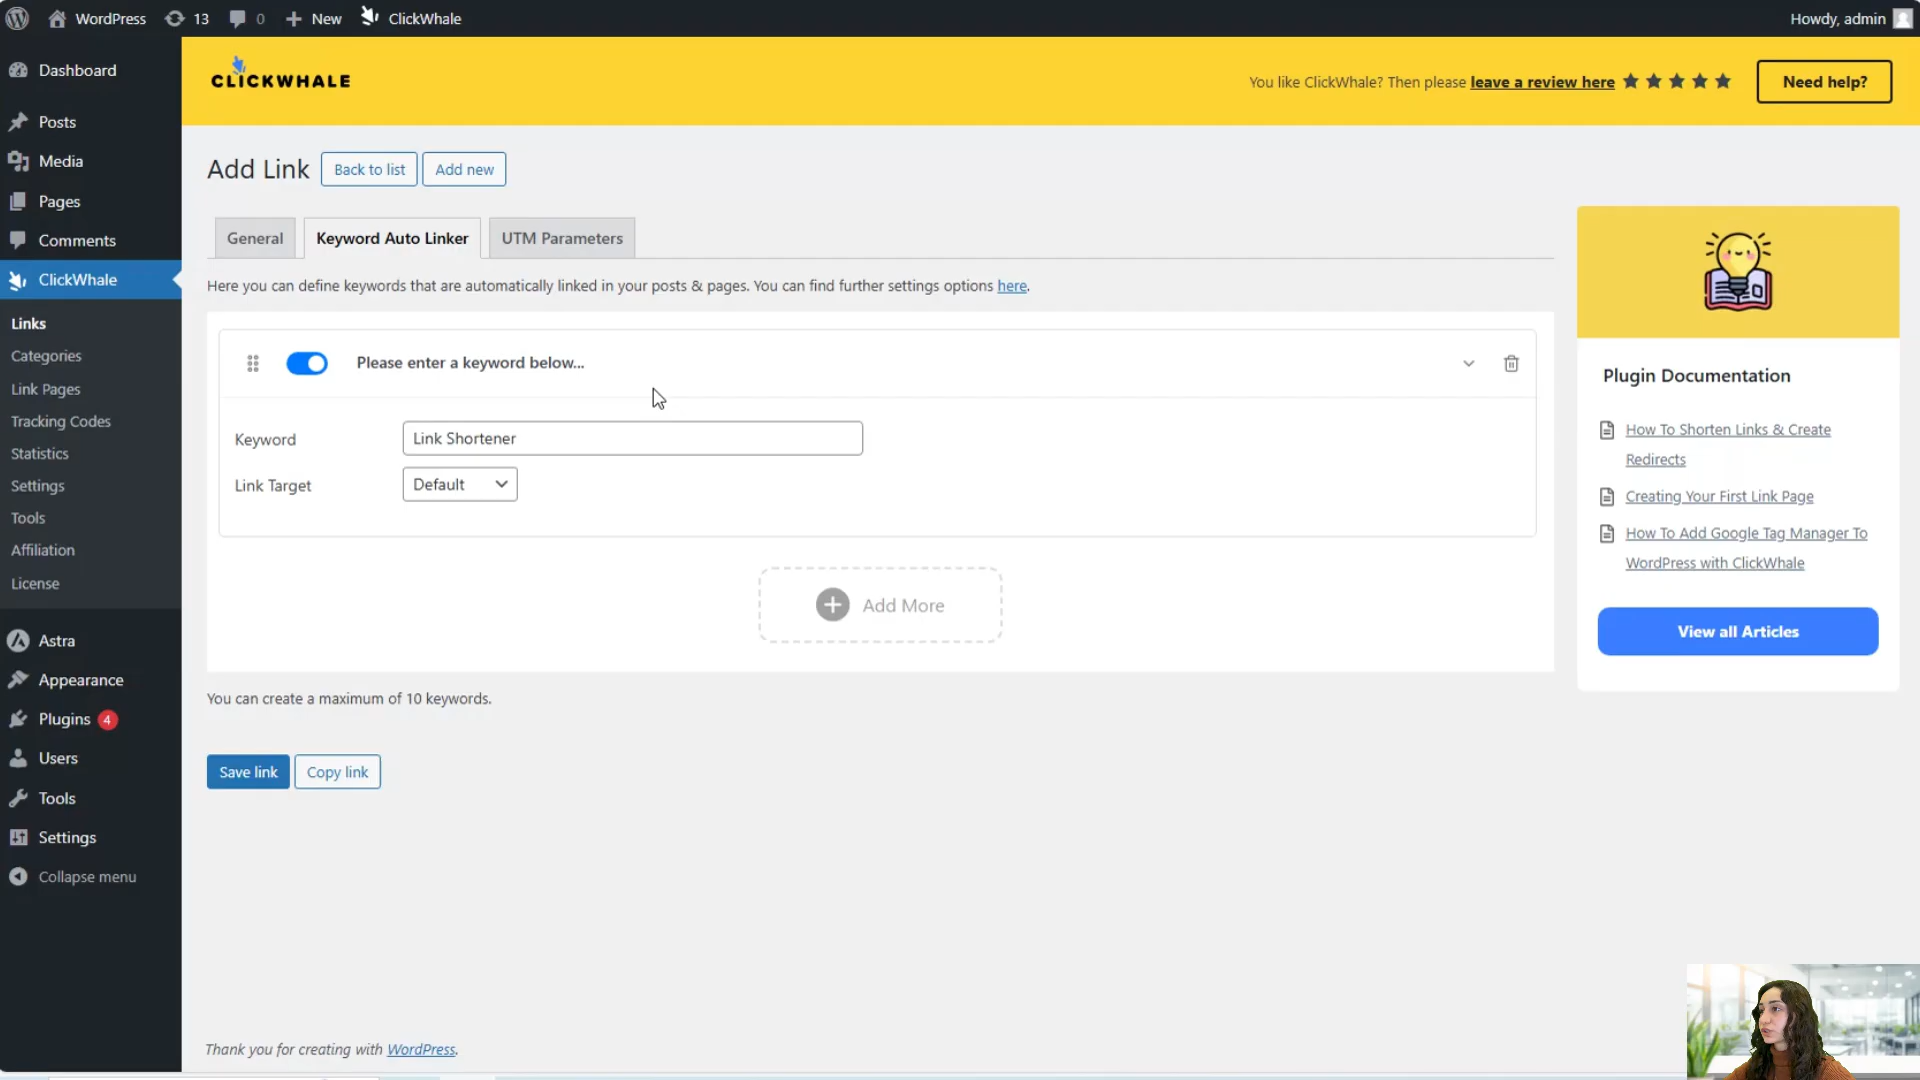 WordPress 13 0 New ClickWhale Howdy, admin
Dashboard
Posts
Media
Pages
Comments
ClickWhale
Links
Categories
Link Pages
Tracking Codes
Statistics
Settings
Tools
Affiliation
License
Astra
Appearance
Plugins 4
Users
Tools
Settings
Collapse menu
CLICKWHALE
You like ClickWhale? Then please leave a review here
Need help?
Add Link Back to list Add new
General Keyword Auto Linker UTM Parameters
Here you can define keywords that are automatically linked in your posts & pages. You can find further settings options here.
Please enter a keyword below...
Keyword Link Shortener
Link Target Default
Add More
You can create a maximum of 10 keywords.
Save link Copy link
Plugin Documentation
How To Shorten Links & Create
Redirects
Creating Your First Link Page
How To Add Google Tag Manager To
WordPress with ClickWhale
View all Articles
Thank you for creating with WordPress.